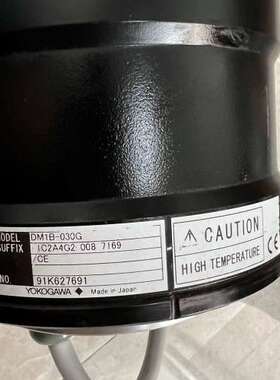 MODEL DM1B-030G
SUFFIX 1C2A4G2 008 7169
/CE
NO 91K627691
YOKOGAWA ◆ Made in Japan
⚠ CAUTION
HIGH TEMPERATURE
CE